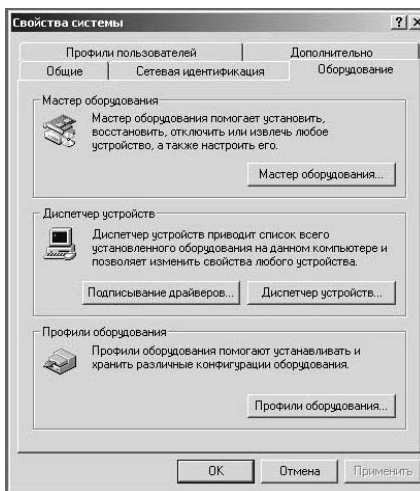 Свойства системы
Профили пользователей Дополнительно
Общие Сетевая идентификация Оборудование
Мастер оборудования
Мастер оборудования помогает установить,
восстановить, отключить или извлечь любое
устройство, а также настроить его.
Мастер оборудования...
Диспетчер устройств
Диспетчер устройств приводит список всего
установленного оборудования на данном компьютере и
позволяет изменить свойства любого устройства.
Подписывание драйверов... Диспетчер устройств...
Профили оборудования
Профили оборудования помогают устанавливать и
хранить различные конфигурации оборудования.
Профили оборудования...
OK Отмена Применить